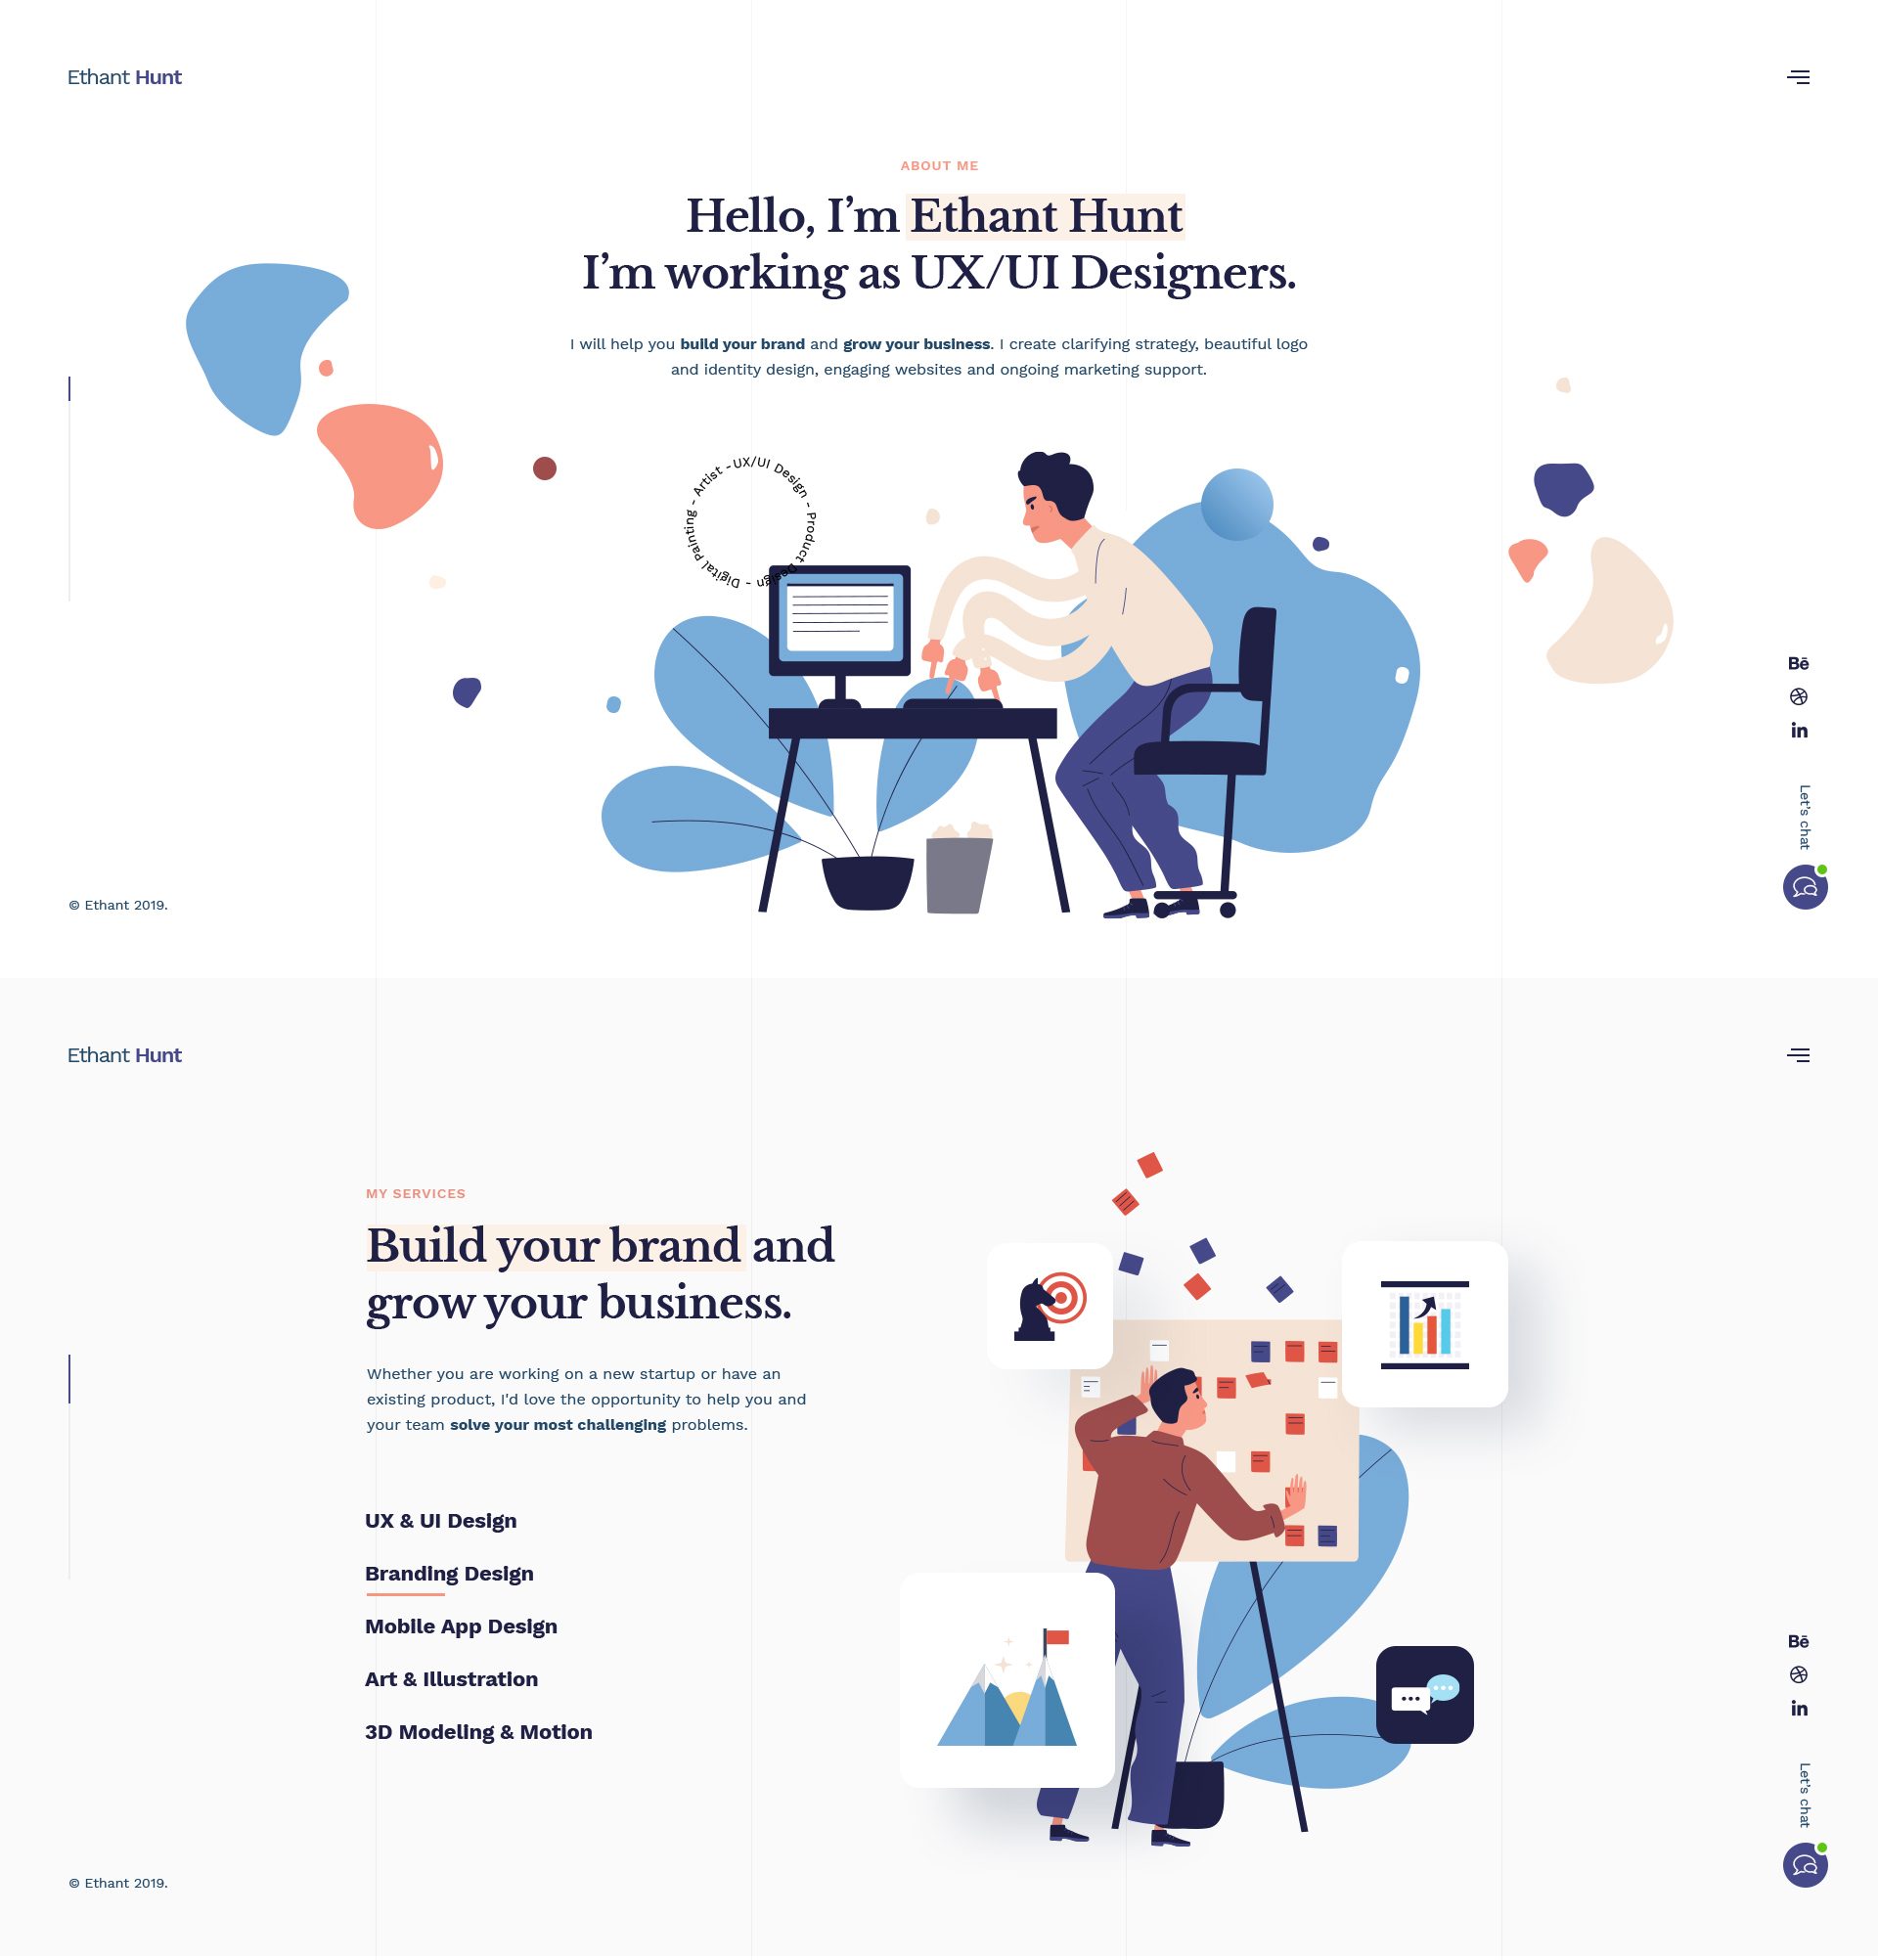 Ethant Hunt
ABOUT ME
Hello, I’m Ethant Hunt
I’m working as UX/UI Designers.
I will help you build your brand and grow your business. I create clarifying strategy, beautiful logo
and identity design, engaging websites and ongoing marketing support.
UX/UI Design - Product Design - Digital Painting - Artist -
Bē
in
Let’s chat
© Ethant 2019.
Ethant Hunt
MY SERVICES
Build your brand and
grow your business.
Whether you are working on a new startup or have an
existing product, I'd love the opportunity to help you and
your team solve your most challenging problems.
UX & UI Design
Branding Design
Mobile App Design
Art & Illustration
3D Modeling & Motion
Bē
in
Let’s chat
© Ethant 2019.